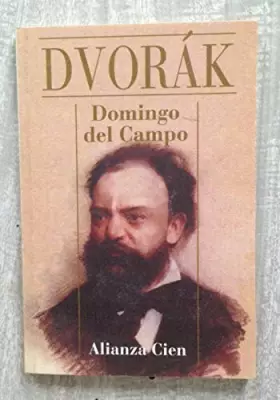 DVORÁK
Domingo
del Campo
Alianza Cien